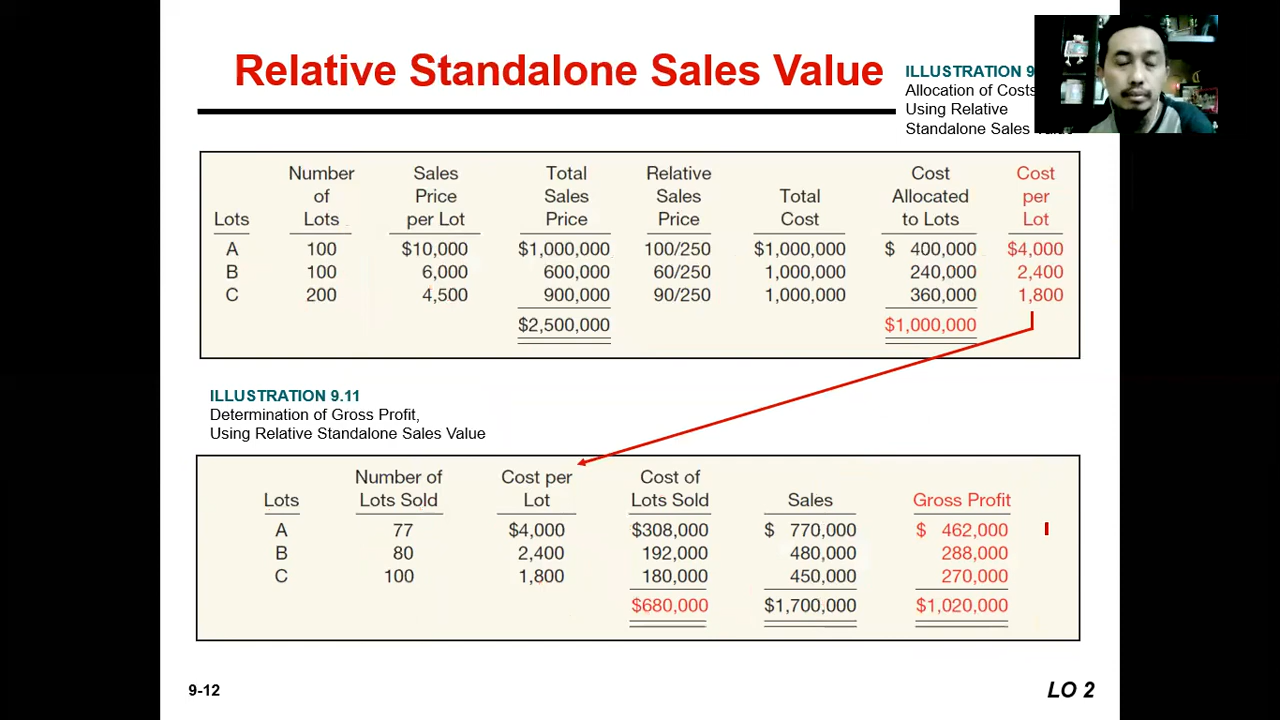 Relative Standalone Sales Value
ILLUSTRATION 9
Allocation of Costs
Using Relative
Standalone Sales
Number Sales Total Relative Cost Cost
of Price Sales Sales Total Allocated per
Lots Lots per Lot Price Price Cost to Lots Lot
A 100 $10,000 $1,000,000 100/250 $1,000,000 $ 400,000 $4,000
B 100 6,000 600,000 60/250 1,000,000 240,000 2,400
C 200 4,500 900,000 90/250 1,000,000 360,000 1,800
$2,500,000 $1,000,000
ILLUSTRATION 9.11
Determination of Gross Profit,
Using Relative Standalone Sales Value
Number of Cost per Cost of
Lots Lots Sold Lot Lots Sold Sales Gross Profit
A 77 $4,000 $308,000 $ 770,000 $ 462,000
B 80 2,400 192,000 480,000 288,000
C 100 1,800 180,000 450,000 270,000
$680,000 $1,700,000 $1,020,000
9-12
LO 2